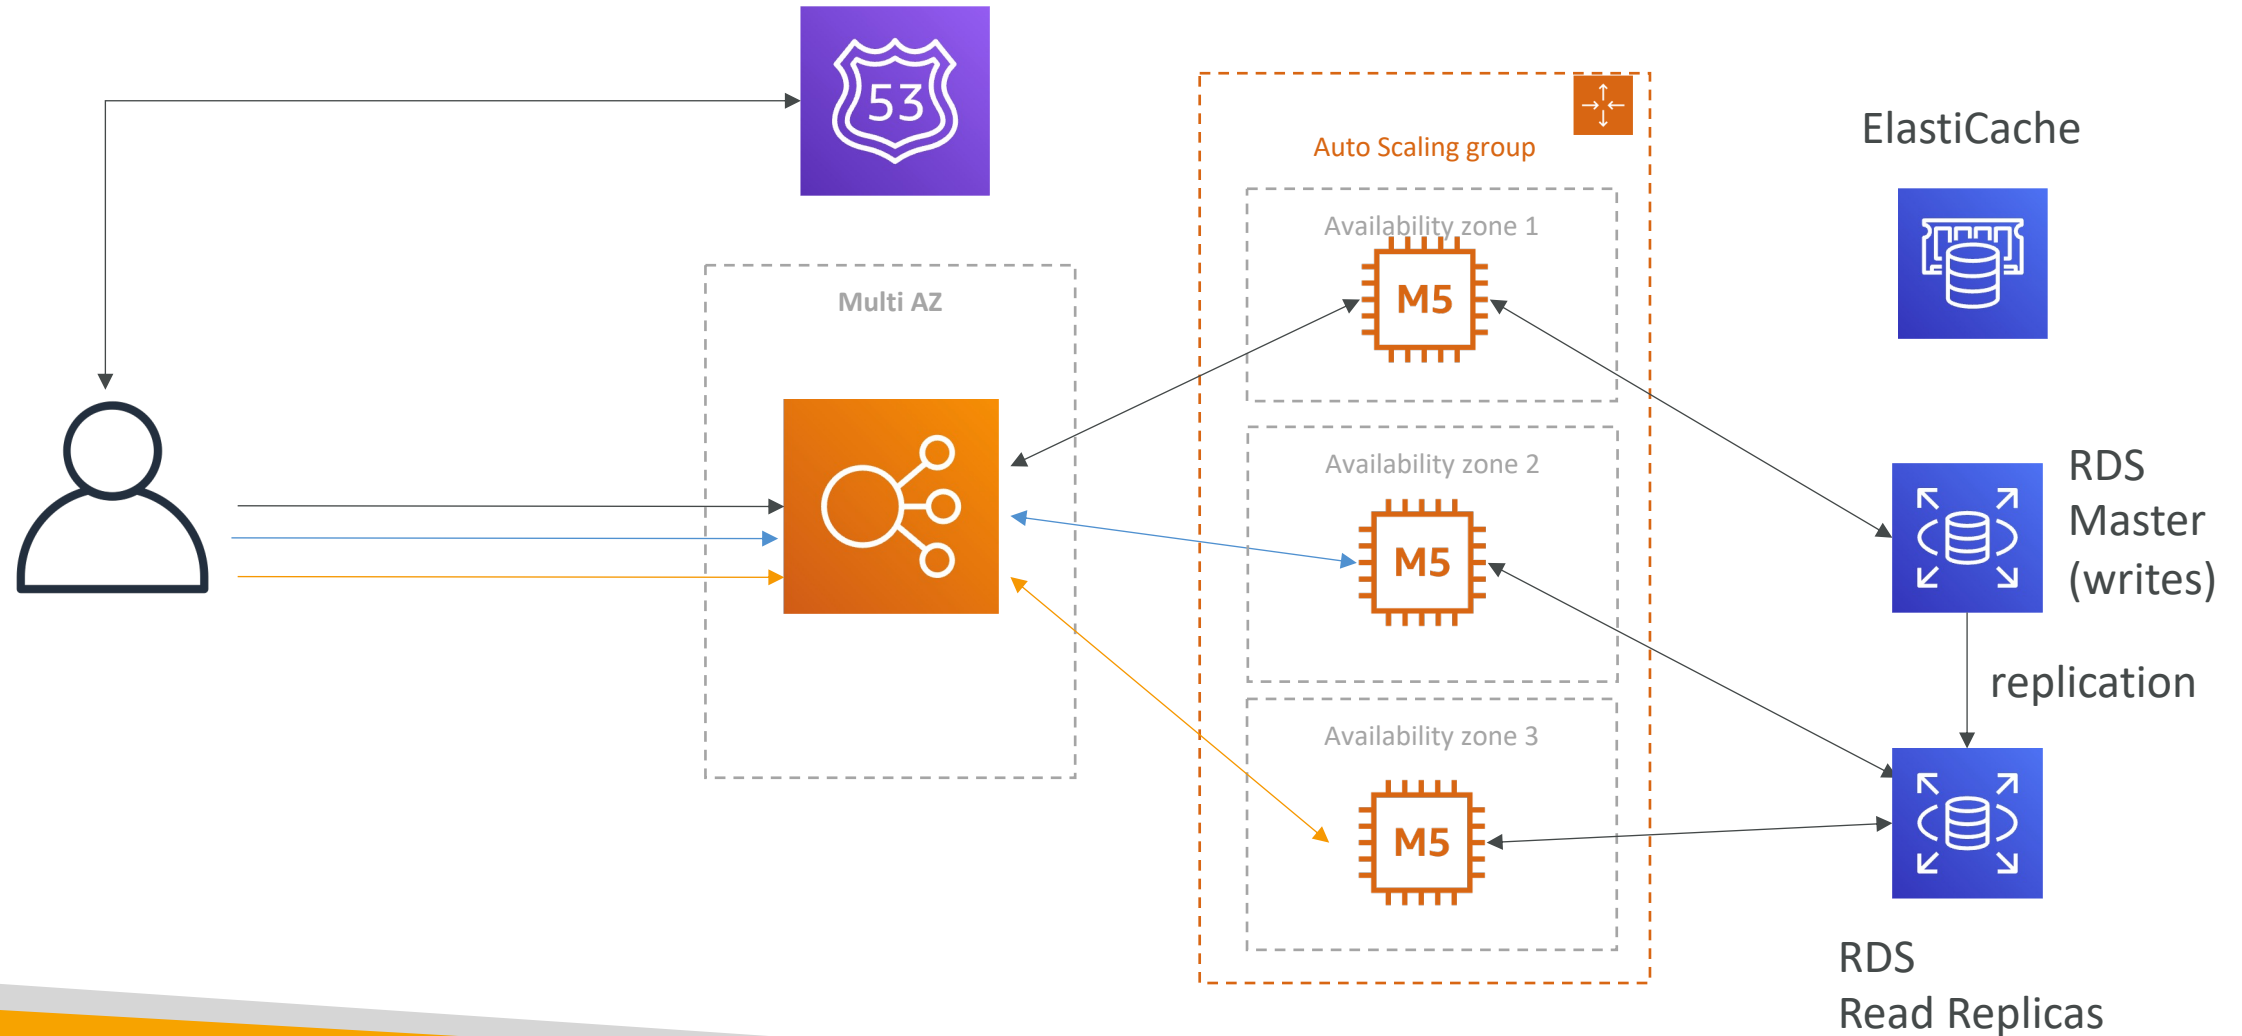 53
Auto Scaling group
ElastiCache
Availability zone 1
M5
Multi AZ
Availability zone 2
M5
RDS
Master
(writes)
replication
Availability zone 3
M5
RDS
Read Replicas